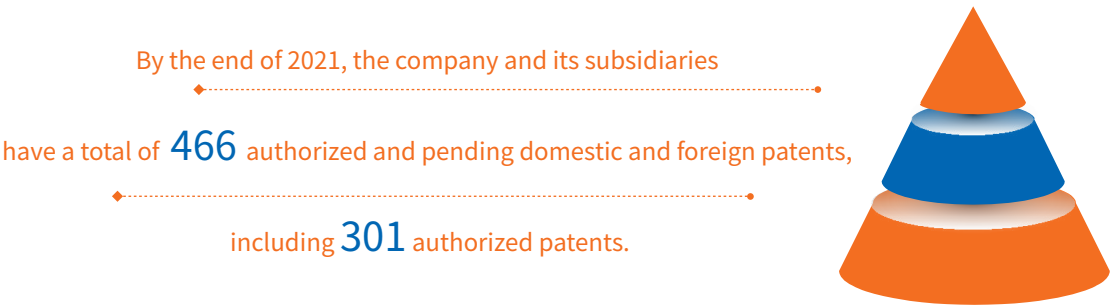 By the end of 2021, the company and its subsidiaries
have a total of 466 authorized and pending domestic and foreign patents,
including 301 authorized patents.